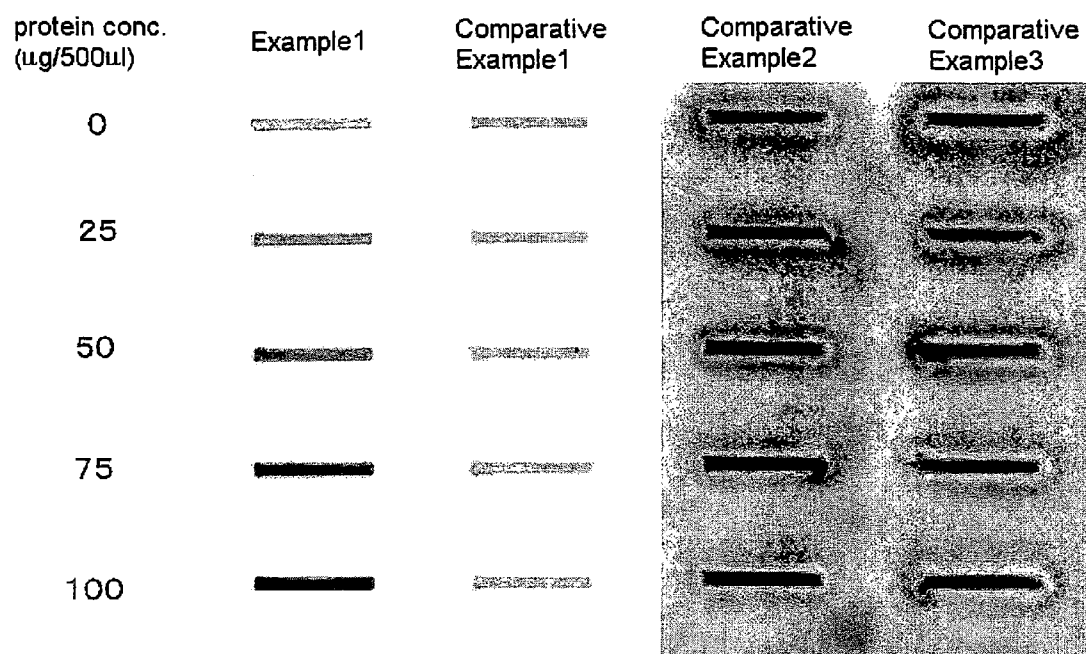 protein conc.
(ug/500ul)
Example1
Comparative
Example1
Comparative
Example2
Comparative
Example3
0
25
50
75
100